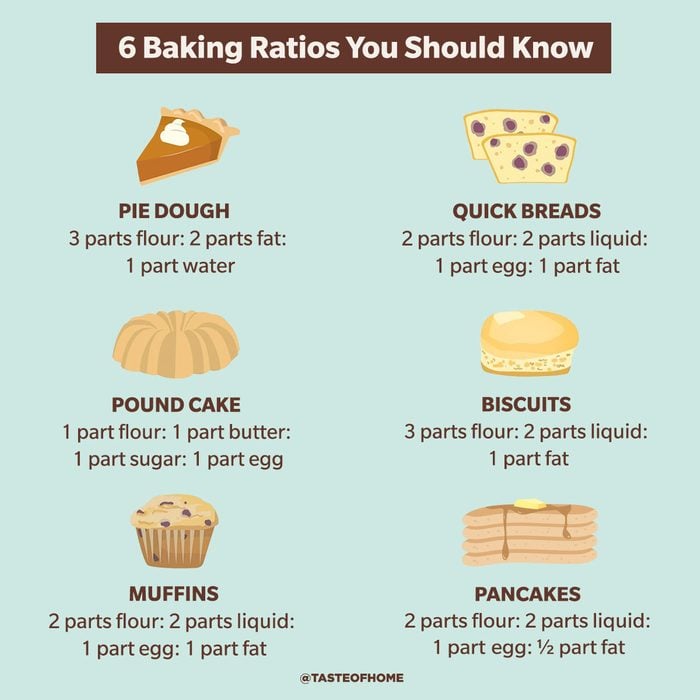 6 Baking Ratios You Should Know
PIE DOUGH
3 parts flour: 2 parts fat:
1 part water
QUICK BREADS
2 parts flour: 2 parts liquid:
1 part egg: 1 part fat
POUND CAKE
1 part flour: 1 part butter:
1 part sugar: 1 part egg
BISCUITS
3 parts flour: 2 parts liquid:
1 part fat
MUFFINS
2 parts flour: 2 parts liquid:
1 part egg: 1 part fat
PANCAKES
2 parts flour: 2 parts liquid:
1 part egg: ½ part fat
@TASTEOFHOME